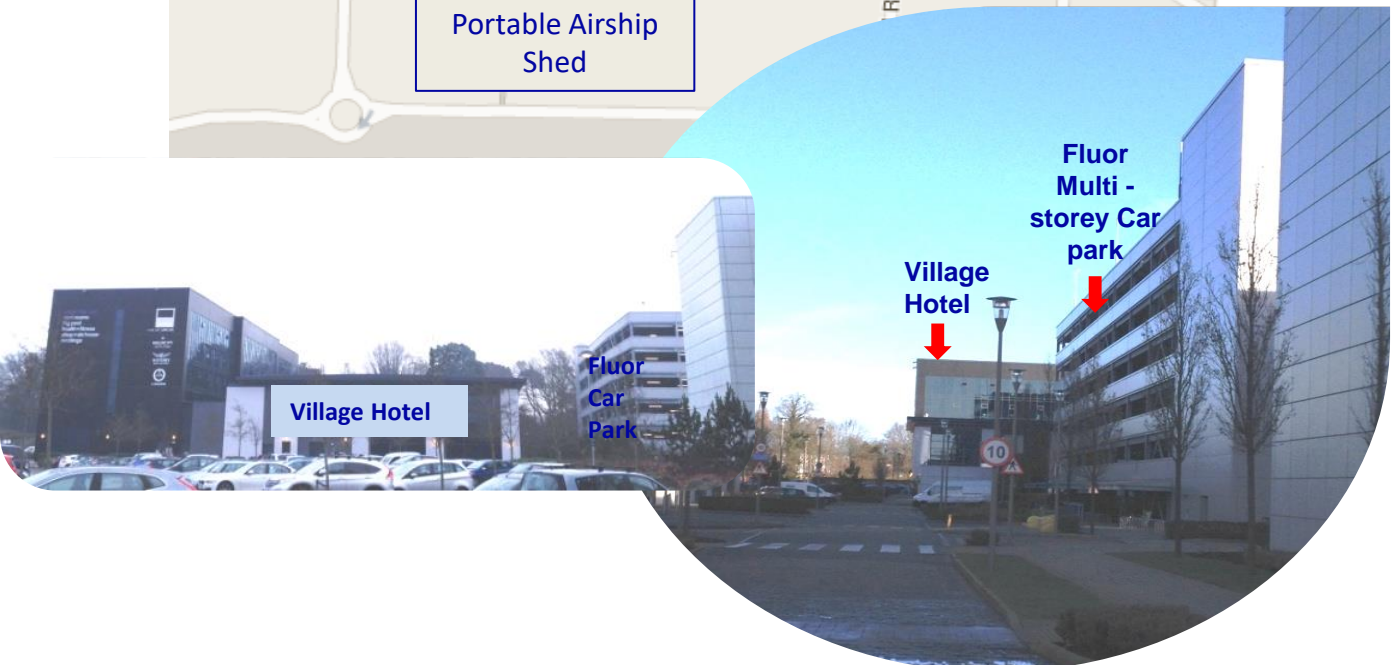 Portable Airship
Shed
R
Fluor
Multi -
storey Car
park
Village
Hotel
10
Fluor
Car
Park
Village Hotel